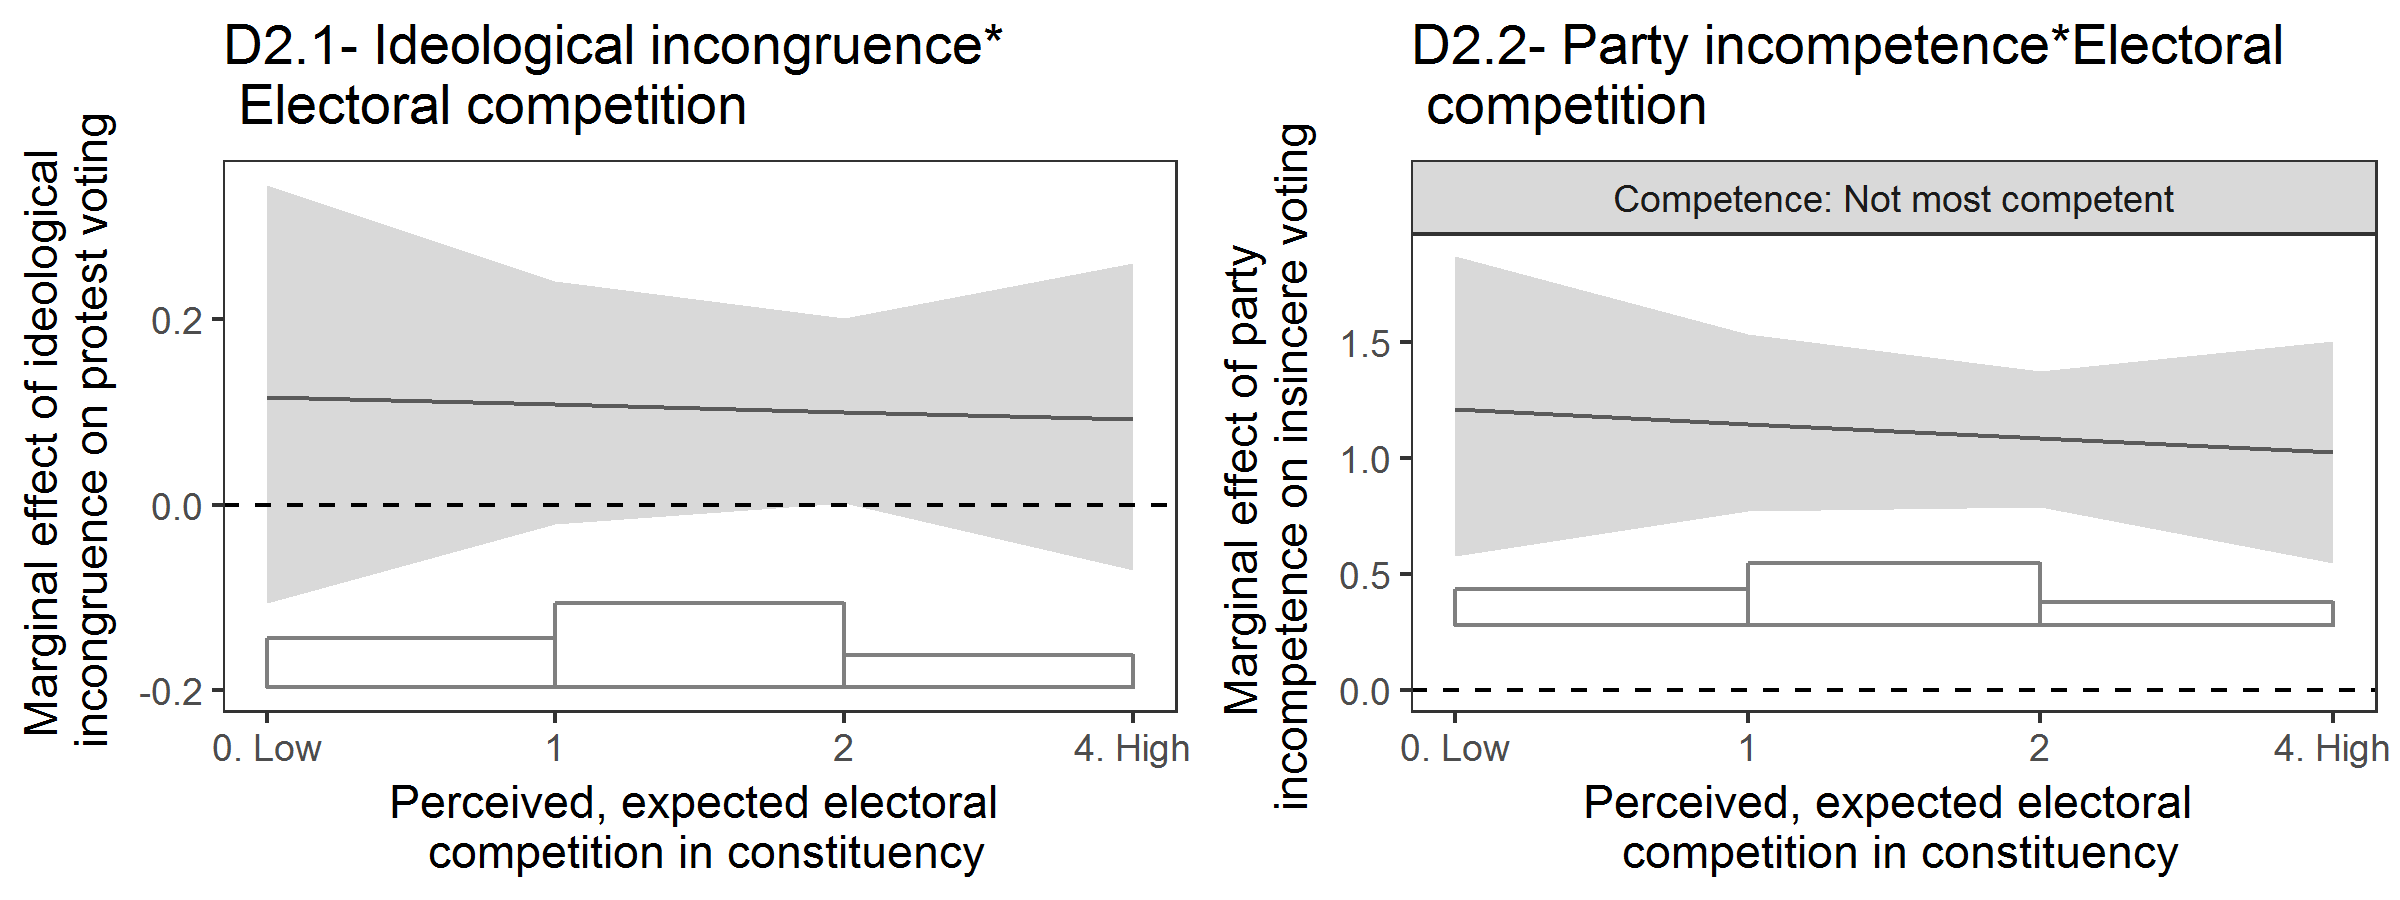 D2.1- Ideological incongruence*
Electoral competition
Marginal effect of ideological
incongruence on protest voting
0.2
0.0
-0.2
0. Low
1
2
4. High
Perceived, expected electoral
competition in constituency
D2.2- Party incompetence*Electoral
competition
Competence: Not most competent
Marginal effect of party
incompetence on insincere voting
1.5
1.0
0.5
0.0
0. Low
1
2
4. High
Perceived, expected electoral
competition in constituency